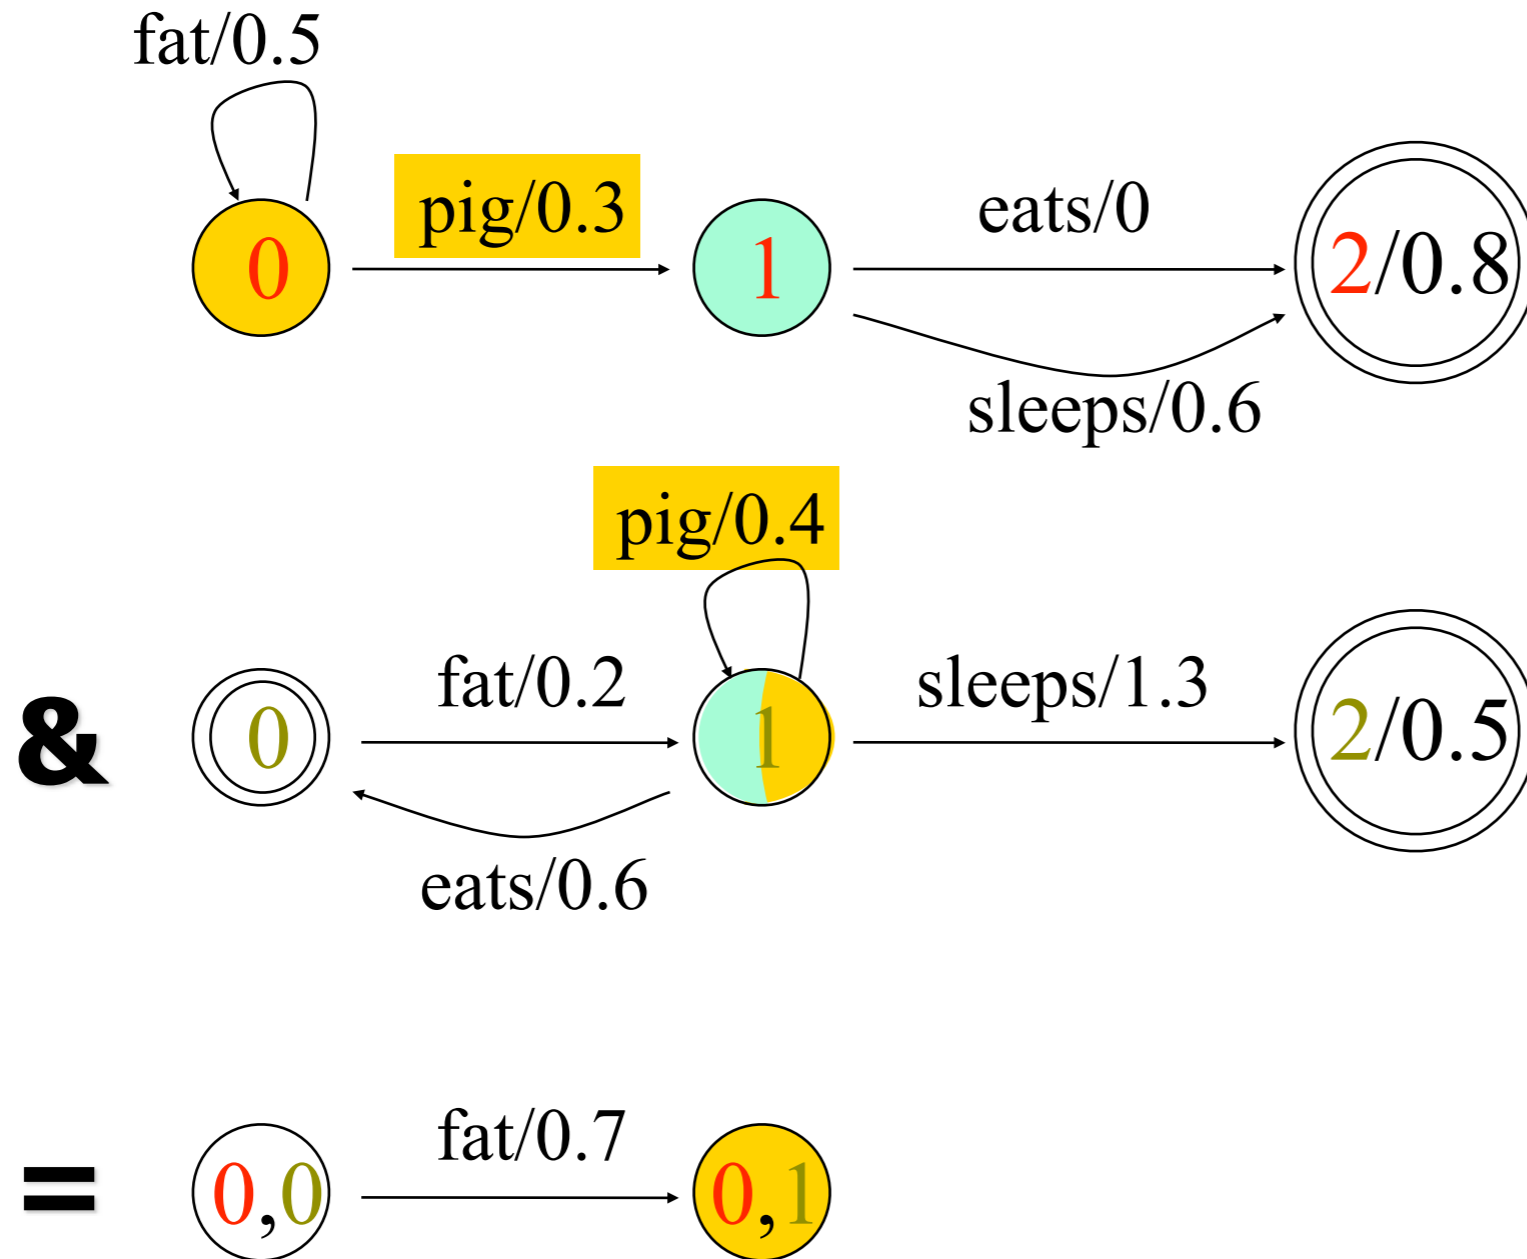 fat/0.5
pig/0.3
eats/0
0
1
2/0.8
sleeps/0.6
pig/0.4
fat/0.2
sleeps/1.3
&
0
1
2/0.5
eats/0.6
fat/0.7
=
0,0
0,1